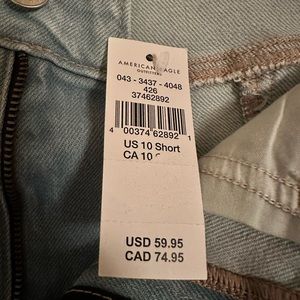 AMERICAN EAGLE
OUTFITTERS
043 - 3437 - 4048
426
37462892
4 00374 62892 1
US 10 Short
CA 10
USD 59.95
CAD 74.95